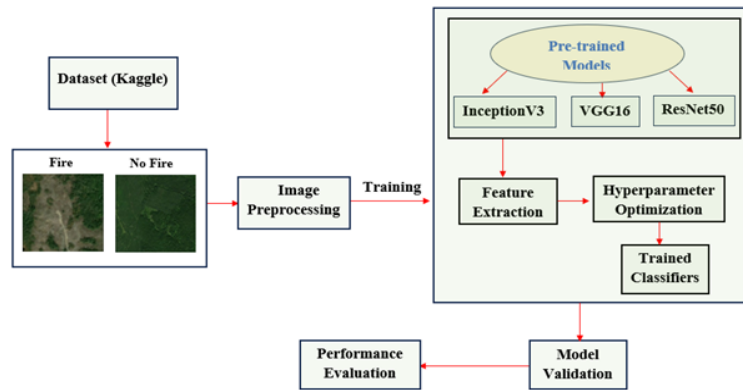 Dataset (Kaggle)
Fire
No Fire
Image
Preprocessing
Training
Pre-trained
Models
InceptionV3
VGG16
ResNet50
Feature
Extraction
Hyperparameter
Optimization
Trained
Classifiers
Model
Validation
Performance
Evaluation